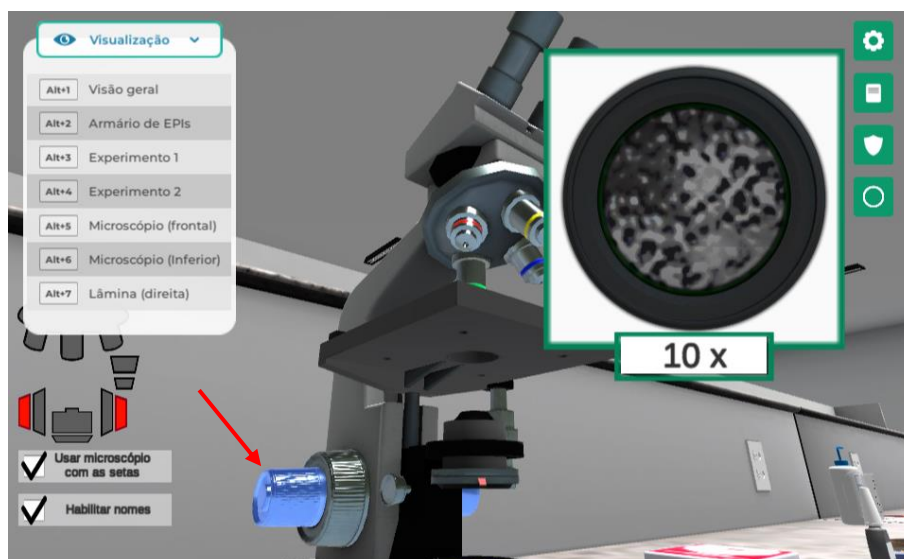 Visualização
Alt+1 Visão geral
Alt+2 Armário de EPIs
Alt+3 Experimento 1
Alt+4 Experimento 2
Alt+5 Microscópio (frontal)
Alt+6 Microscópio (Inferior)
Alt+7 Lâmina (direita)
10 x
Usar microscópio
com as setas
Habilitar nomes